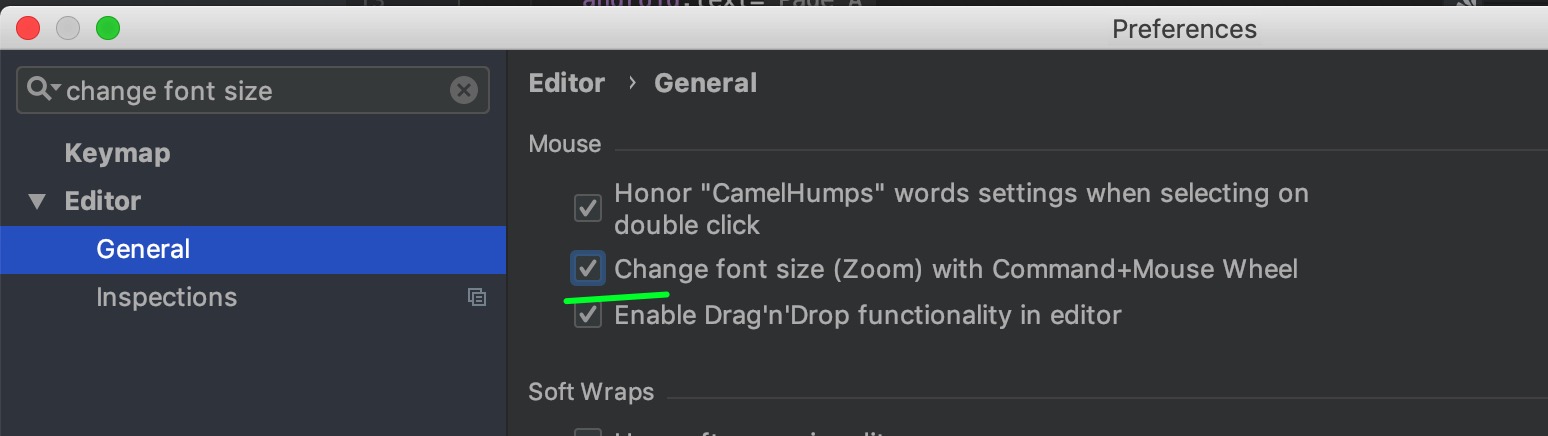 Preferences
change font size
Keymap
Editor
General
Inspections
Editor › General
Mouse
Honor "CamelHumps" words settings when selecting on
double click
Change font size (Zoom) with Command+Mouse Wheel
Enable Drag'n'Drop functionality in editor
Soft Wraps